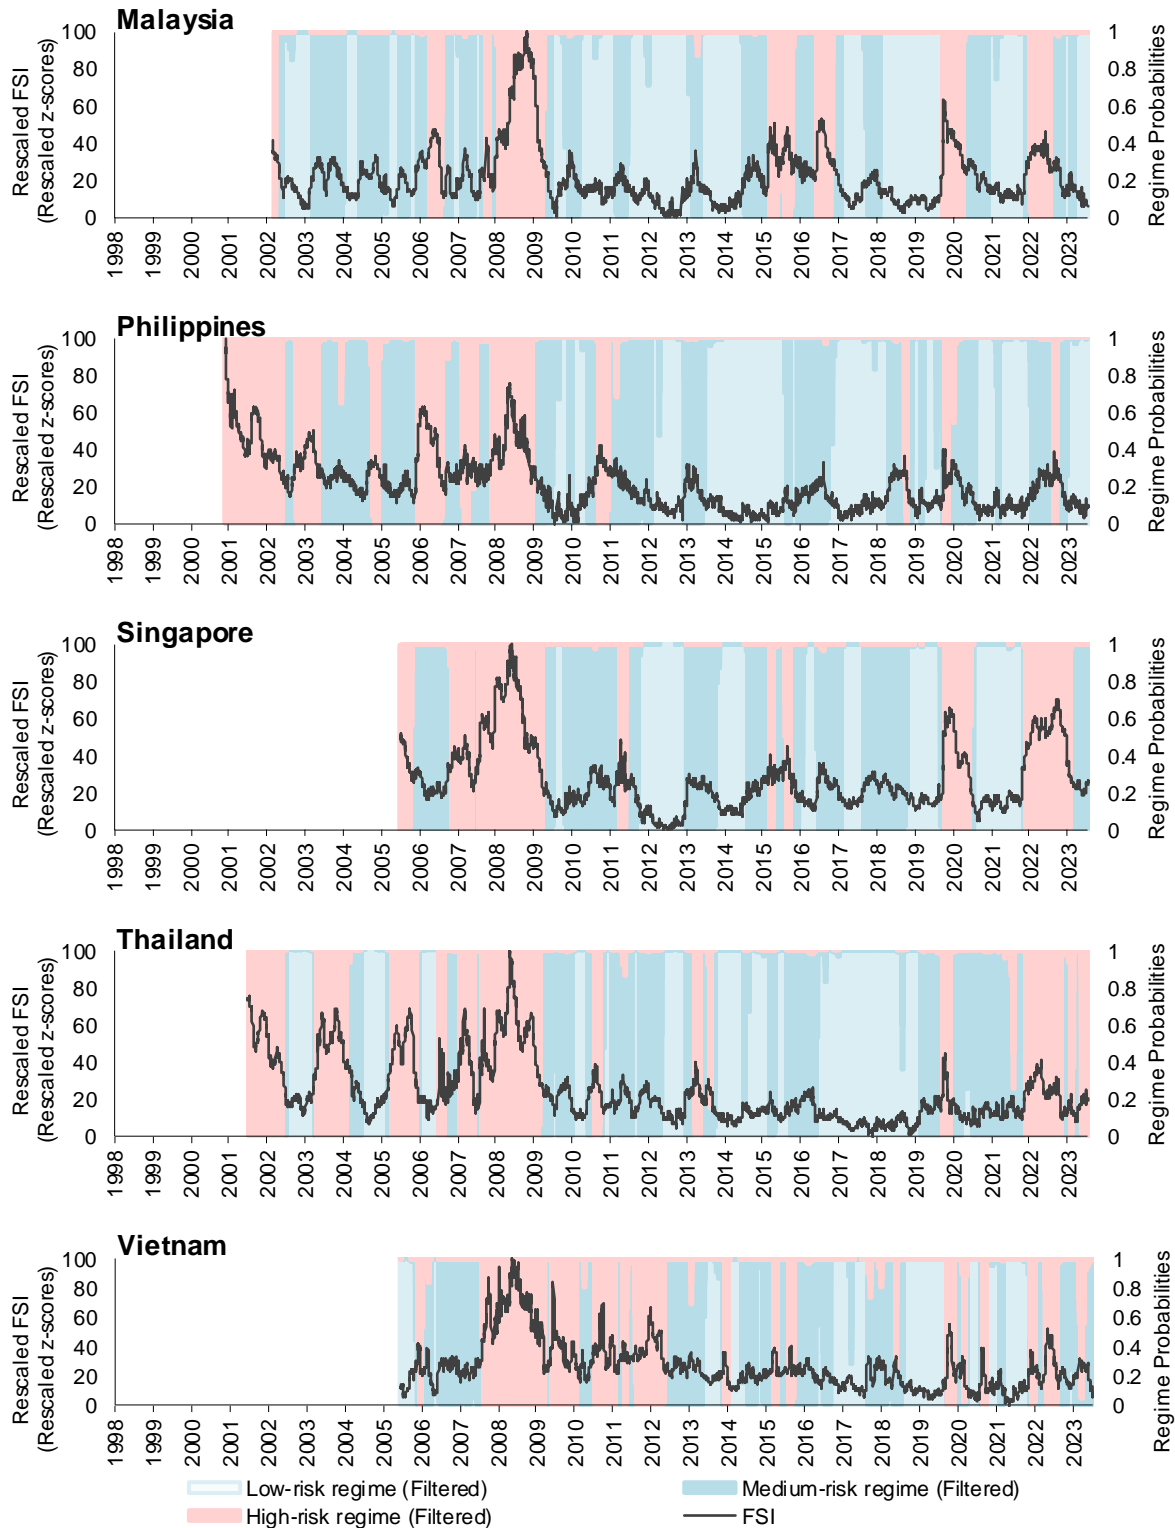 Malaysia
Rescaled FSI
(Rescaled z-scores)
100
80
60
40
20
0
1
0.8
0.6
0.4
0.2
0
Regime Probabilities
1998 1999 2000 2001 2002 2003 2004 2005 2006 2007 2008 2009 2010 2011 2012 2013 2014 2015 2016 2017 2018 2019 2020 2021 2022 2023
Philippines
Rescaled FSI
(Rescaled z-scores)
100
80
60
40
20
0
1
0.8
0.6
0.4
0.2
0
Regime Probabilities
1998 1999 2000 2001 2002 2003 2004 2005 2006 2007 2008 2009 2010 2011 2012 2013 2014 2015 2016 2017 2018 2019 2020 2021 2022 2023
Singapore
Rescaled FSI
(Rescaled z-scores)
100
80
60
40
20
0
1
0.8
0.6
0.4
0.2
0
Regime Probabilities
1998 1999 2000 2001 2002 2003 2004 2005 2006 2007 2008 2009 2010 2011 2012 2013 2014 2015 2016 2017 2018 2019 2020 2021 2022 2023
Thailand
Rescaled FSI
(Rescaled z-scores)
100
80
60
40
20
0
1
0.8
0.6
0.4
0.2
0
Regime Probabilities
1998 1999 2000 2001 2002 2003 2004 2005 2006 2007 2008 2009 2010 2011 2012 2013 2014 2015 2016 2017 2018 2019 2020 2021 2022 2023
Vietnam
Rescaled FSI
(Rescaled z-scores)
100
80
60
40
20
0
1
0.8
0.6
0.4
0.2
0
Regime Probabilities
1998 1999 2000 2001 2002 2003 2004 2005 2006 2007 2008 2009 2010 2011 2012 2013 2014 2015 2016 2017 2018 2019 2020 2021 2022 2023
Low-risk regime (Filtered)
Medium-risk regime (Filtered)
High-risk regime (Filtered)
FSI